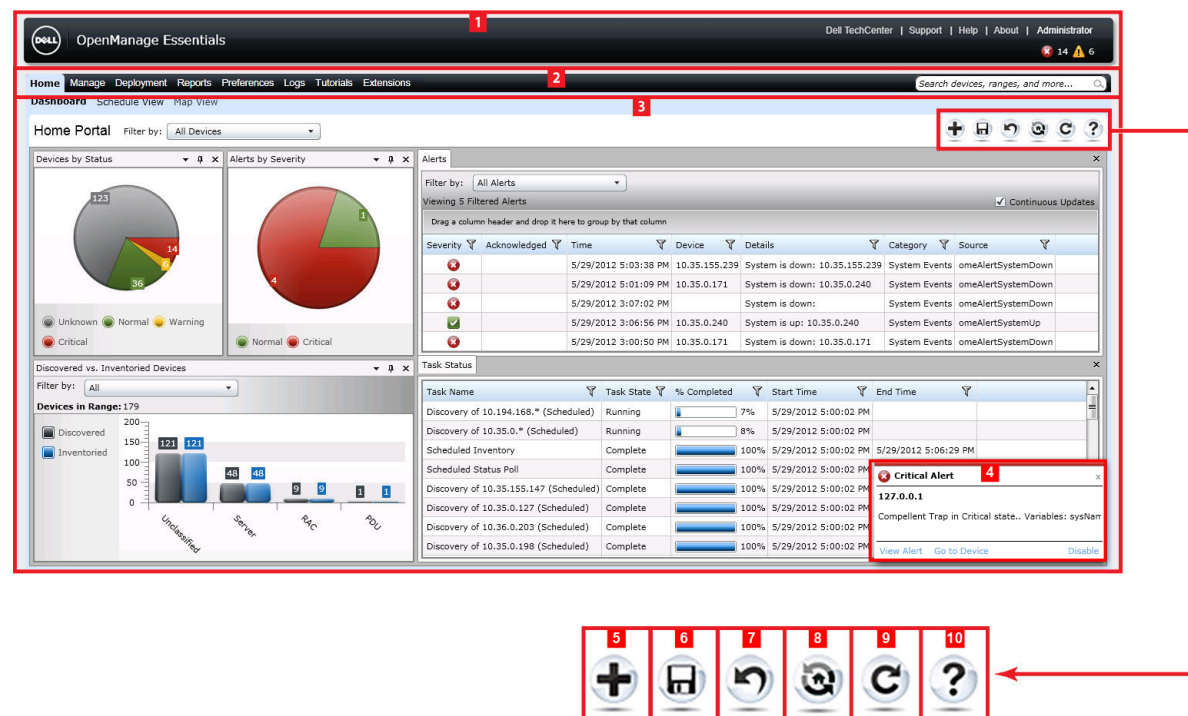 1
Dell TechCenter | Support | Help | About | Administrator
DELL OpenManage Essentials
14 6
Home Manage Deployment Reports Preferences Logs Tutorials Extensions
2
Search devices, ranges, and more...
Dashboard Schedule View Map View
3
Home Portal Filter by: All Devices
Devices by Status
123
14
6
36
Unknown Normal Warning
Critical
Alerts by Severity
1
4
Normal Critical
Alerts
Filter by: All Alerts
Viewing 5 Filtered Alerts
Continuous Updates
Drag a column header and drop it here to group by that column
Severity Acknowledged Time Device Details Category Source
5/29/2012 5:03:38 PM 10.35.155.239 System is down: 10.35.155.239 System Events omeAlertSystemDown
5/29/2012 5:01:09 PM 10.35.0.171 System is down: 10.35.0.240 System Events omeAlertSystemDown
5/29/2012 3:07:02 PM System is down: System Events omeAlertSystemDown
5/29/2012 3:06:56 PM 10.35.0.240 System is up: 10.35.0.240 System Events omeAlertSystemUp
5/29/2012 3:00:50 PM 10.35.0.171 System is down: 10.35.0.171 System Events omeAlertSystemDown
Discovered vs. Inventoried Devices
Filter by: All
Devices in Range: 179
Discovered
Inventoried
200
150
100
50
0
121 121
48 48
9 9
1 1
Unclassified
Server
RAC
PDU
Task Status
Task Name Task State % Completed Start Time End Time
Discovery of 10.194.168.* (Scheduled) Running 7% 5/29/2012 5:00:02 PM
Discovery of 10.35.0.* (Scheduled) Running 8% 5/29/2012 5:00:02 PM
Scheduled Inventory Complete 100% 5/29/2012 5:00:02 PM 5/29/2012 5:06:29 PM
Scheduled Status Poll Complete 100% 5/29/2012 5:00:02 PM
Discovery of 10.35.155.147 (Scheduled) Complete 100% 5/29/2012 5:00:02 PM
Discovery of 10.35.0.127 (Scheduled) Complete 100% 5/29/2012 5:00:02 PM
Discovery of 10.36.0.203 (Scheduled) Complete 100% 5/29/2012 5:00:02 PM
Discovery of 10.35.0.198 (Scheduled) Complete 100% 5/29/2012 5:00:02 PM
Critical Alert
4
127.0.0.1
Compellent Trap in Critical state.. Variables: sysNam
View Alert Go to Device Disable
5 6 7 8 9 10